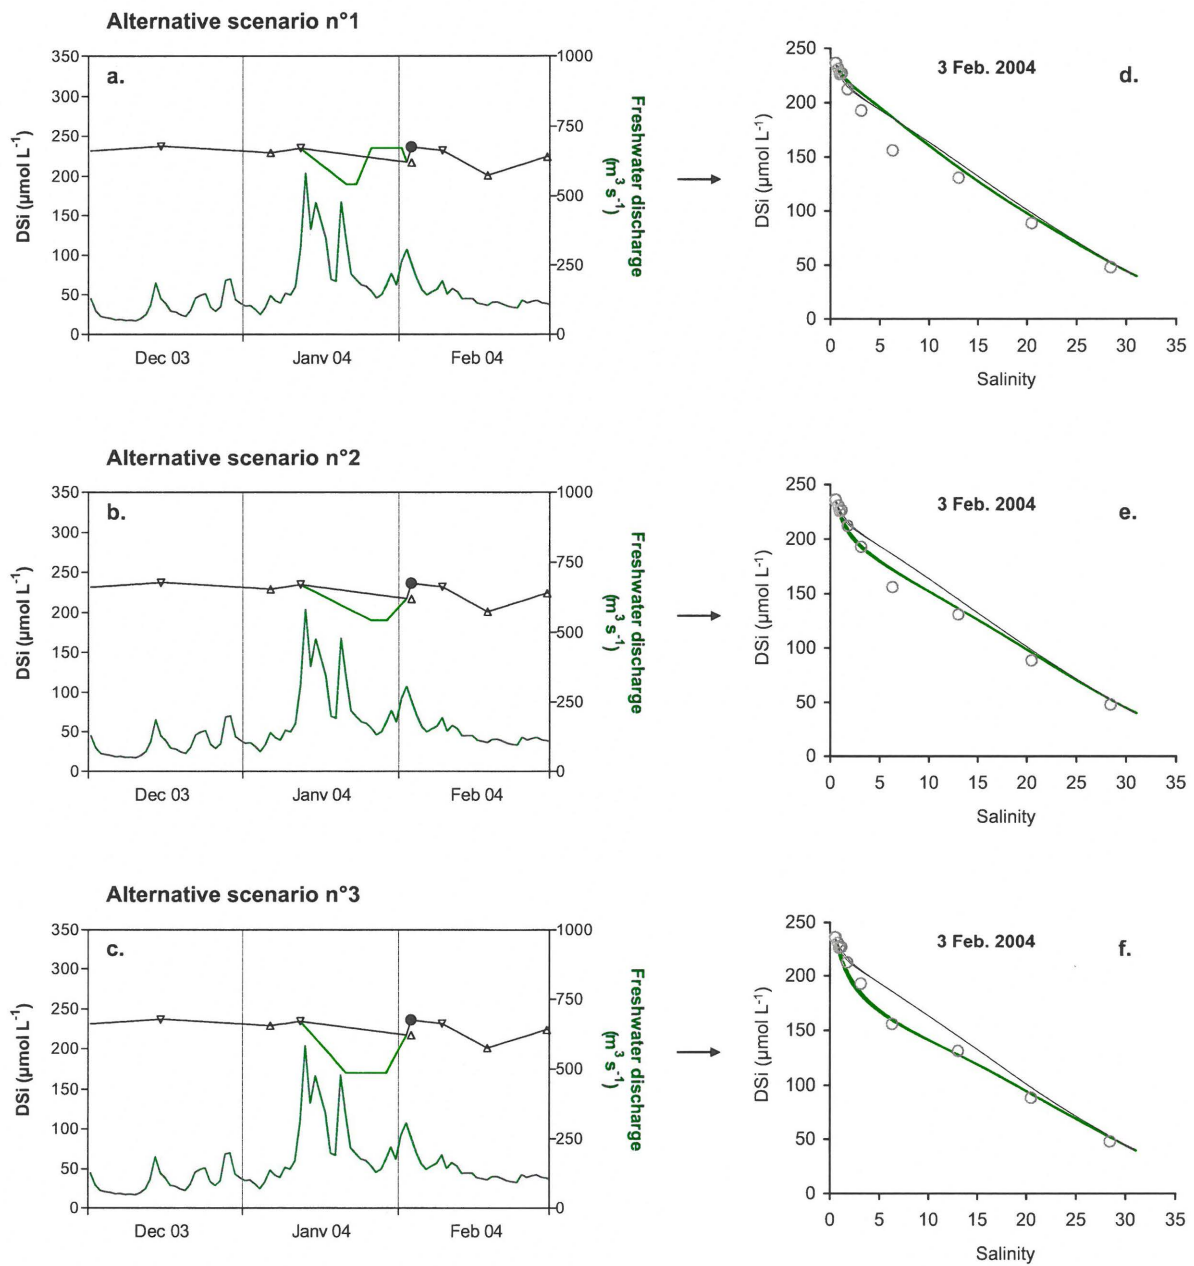 Alternative scenario n°1
a.
350
300
250
200
150
100
50
0
DSi (µmol L⁻¹)
1000
750
500
250
0
Freshwater discharge
(m³ s⁻¹)
Dec 03
Janv 04
Feb 04
3 Feb. 2004
d.
250
200
150
100
50
0
DSi (µmol L⁻¹)
0 5 10 15 20 25 30 35
Salinity
Alternative scenario n°2
b.
350
300
250
200
150
100
50
0
DSi (µmol L⁻¹)
1000
750
500
250
0
Freshwater discharge
(m³ s⁻¹)
Dec 03
Janv 04
Feb 04
3 Feb. 2004
e.
250
200
150
100
50
0
DSi (µmol L⁻¹)
0 5 10 15 20 25 30 35
Salinity
Alternative scenario n°3
c.
350
300
250
200
150
100
50
0
DSi (µmol L⁻¹)
1000
750
500
250
0
Freshwater discharge
(m³ s⁻¹)
Dec 03
Janv 04
Feb 04
3 Feb. 2004
f.
250
200
150
100
50
0
DSi (µmol L⁻¹)
0 5 10 15 20 25 30 35
Salinity